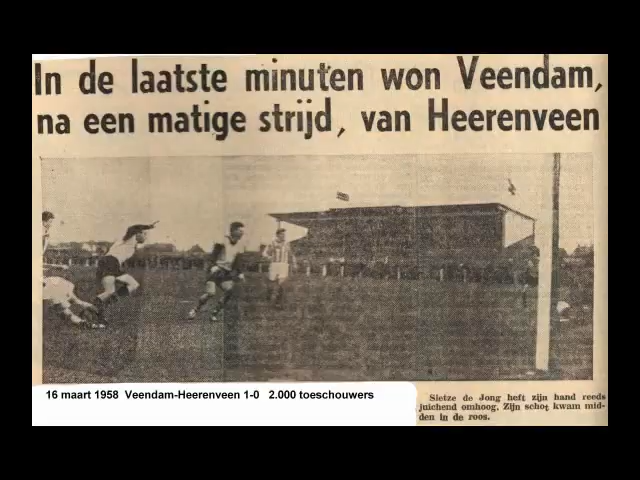 In de laatste minuten won Veendam,
na een matige strijd, van Heerenveen
16 maart 1958 Veendam-Heerenveen 1-0 2.000 toeschouwers
Sietze de Jong heft zijn hand reeds
juichend omhoog. Zijn schot kwam mid-
den in de roos.